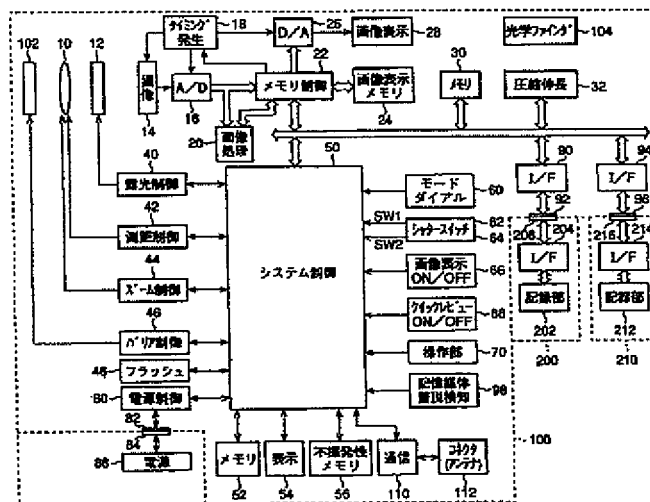 102 10 12
タイミング
発生
18
D/A
26
画像表示
28
光学ファインダ
104
撮像
14
A/D
16
22
メモリ制御
画像表示
メモリ
24
30
メモリ
圧縮伸長
32
20
画像
処理
50
システム制御
40
露光制御
42
測距制御
44
ズーム制御
46
バリア制御
48
フラッシュ
80
電源制御
82
84
86
電源
モード
ダイアル
60
SW1
62
シャタースイッチ
64
SW2
画像表示
ON/OFF
66
クイックレビュー
ON/OFF
68
操作部
70
記憶媒体
着脱検知
98
90
I/F
92
206
204
I/F
記録部
202
200
94
I/F
96
216
214
I/F
記録部
212
210
100
メモリ
52
表示
54
不揮発性
メモリ
56
通信
110
コネクタ
(アンテナ)
112